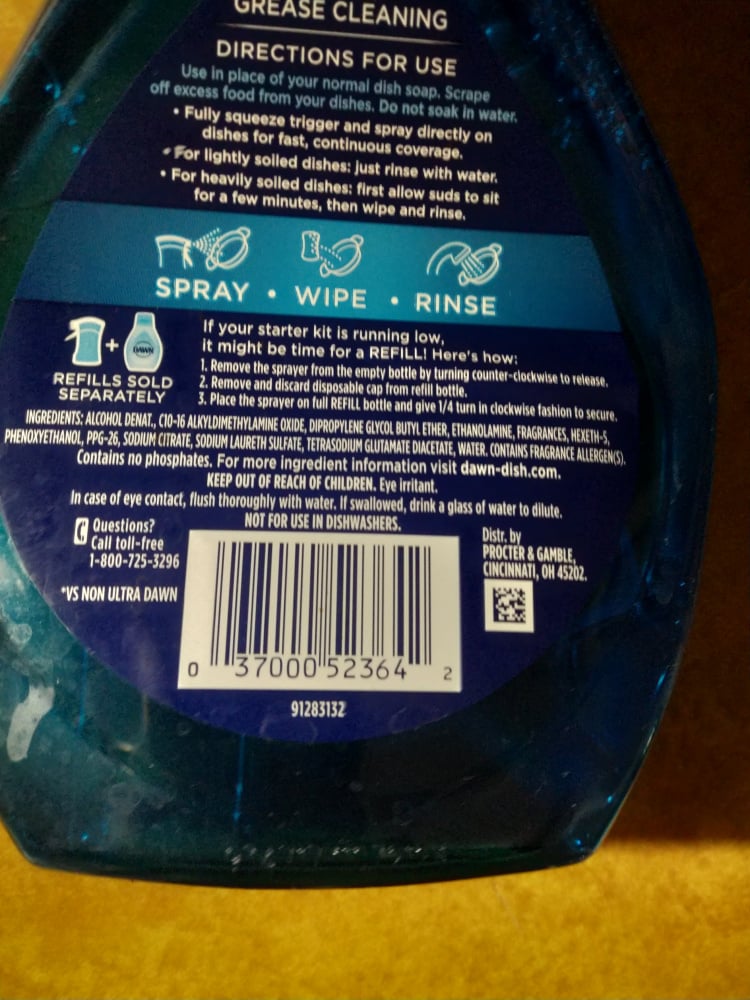 GREASE CLEANING
DIRECTIONS FOR USE
Use in place of your normal dish soap. Scrape
off excess food from your dishes. Do not soak in water.
• Fully squeeze trigger and spray directly on
dishes for fast, continuous coverage.
• For lightly soiled dishes: just rinse with water.
• For heavily soiled dishes: first allow suds to sit
for a few minutes, then wipe and rinse.
SPRAY • WIPE • RINSE
DAWN
REFILLS SOLD
SEPARATELY
If your starter kit is running low,
it might be time for a REFILL! Here's how:
1. Remove the sprayer from the empty bottle by turning counter-clockwise to release.
2. Remove and discard disposable cap from refill bottle.
3. Place the sprayer on full REFILL bottle and give 1/4 turn in clockwise fashion to secure.
INGREDIENTS: ALCOHOL DENAT., C10-16 ALKYLDIMETHYLAMINE OXIDE, DIPROPYLENE GLYCOL BUTYL ETHER, ETHANOLAMINE, FRAGRANCES, HEXETH-5,
PHENOXYETHANOL, PPG-26, SODIUM CITRATE, SODIUM LAURETH SULFATE, TETRASODIUM GLUTAMATE DIACETATE, WATER. CONTAINS FRAGRANCE ALLERGEN(S).
Contains no phosphates. For more ingredient information visit dawn-dish.com.
KEEP OUT OF REACH OF CHILDREN. Eye irritant.
In case of eye contact, flush thoroughly with water. If swallowed, drink a glass of water to dilute.
NOT FOR USE IN DISHWASHERS.
Questions?
Call toll-free
1-800-725-3296
*VS NON ULTRA DAWN
Distr. by
PROCTER & GAMBLE,
CINCINNATI, OH 45202.
0 37000 52364 2
91283132